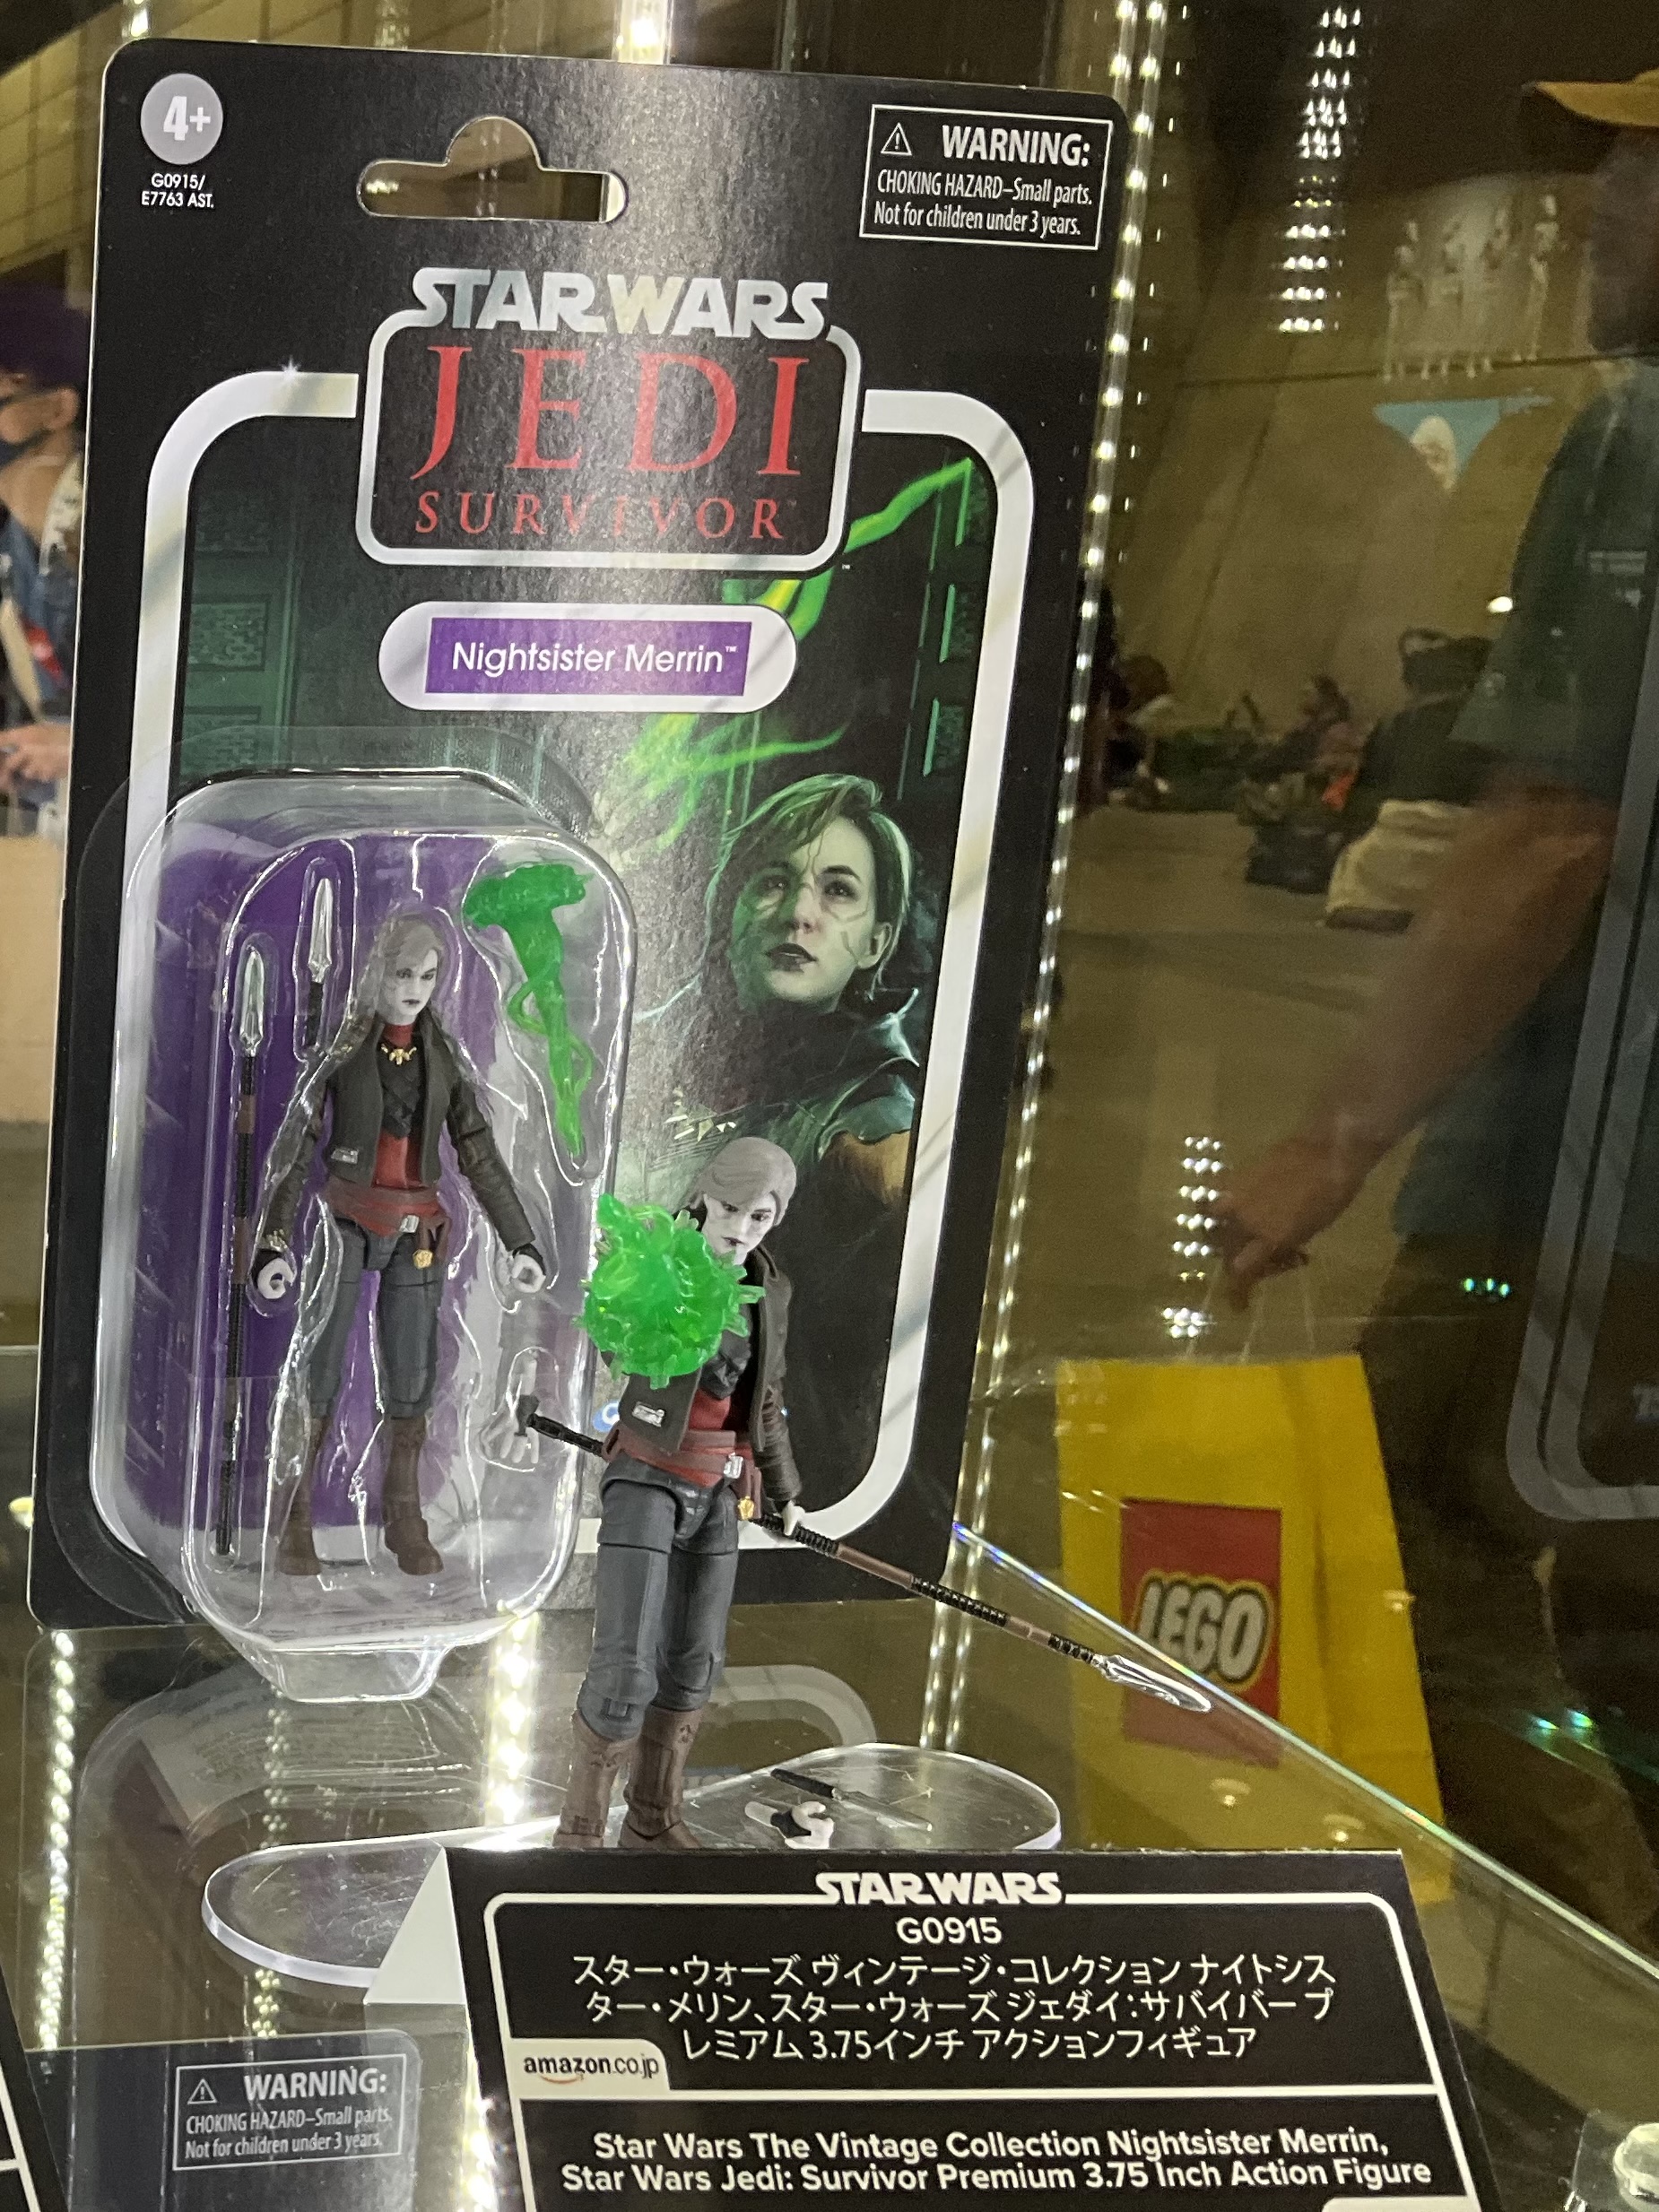 4+
G0915/
E7763 AST.
WARNING:
CHOKING HAZARD–Small parts.
Not for children under 3 years.
STAR WARS
JEDI
SURVIVOR
Nightsister Merrin™
LEGO
STAR WARS
G0915
スター・ウォーズ ヴィンテージ・コレクション ナイトシス
ター・メリン、スター・ウォーズ ジェダイ：サバイバー プ
レミアム 3.75インチ アクションフィギュア
amazon.co.jp
Star Wars The Vintage Collection Nightsister Merrin,
Star Wars Jedi: Survivor Premium 3.75 Inch Action Figure
WARNING:
CHOKING HAZARD–Small parts.
Not for children under 3 years.